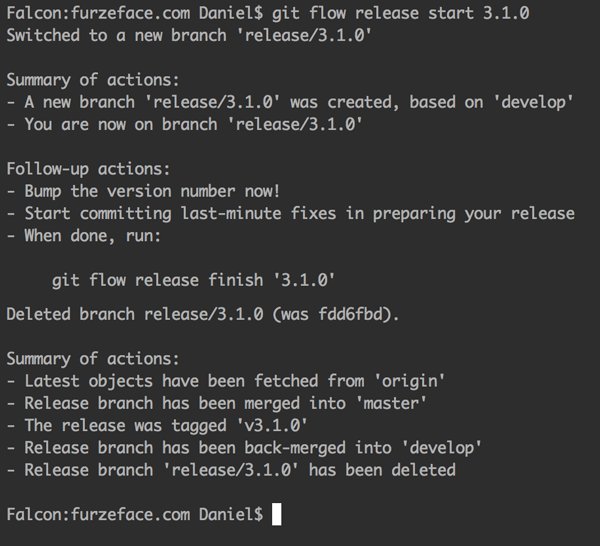 Falcon:furzeface.com Daniel$ git flow release start 3.1.0
Switched to a new branch 'release/3.1.0'

Summary of actions:
- A new branch 'release/3.1.0' was created, based on 'develop'
- You are now on branch 'release/3.1.0'

Follow-up actions:
- Bump the version number now!
- Start committing last-minute fixes in preparing your release
- When done, run:

     git flow release finish '3.1.0'

Deleted branch release/3.1.0 (was fdd6fbd).

Summary of actions:
- Latest objects have been fetched from 'origin'
- Release branch has been merged into 'master'
- The release was tagged 'v3.1.0'
- Release branch has been back-merged into 'develop'
- Release branch 'release/3.1.0' has been deleted

Falcon:furzeface.com Daniel$